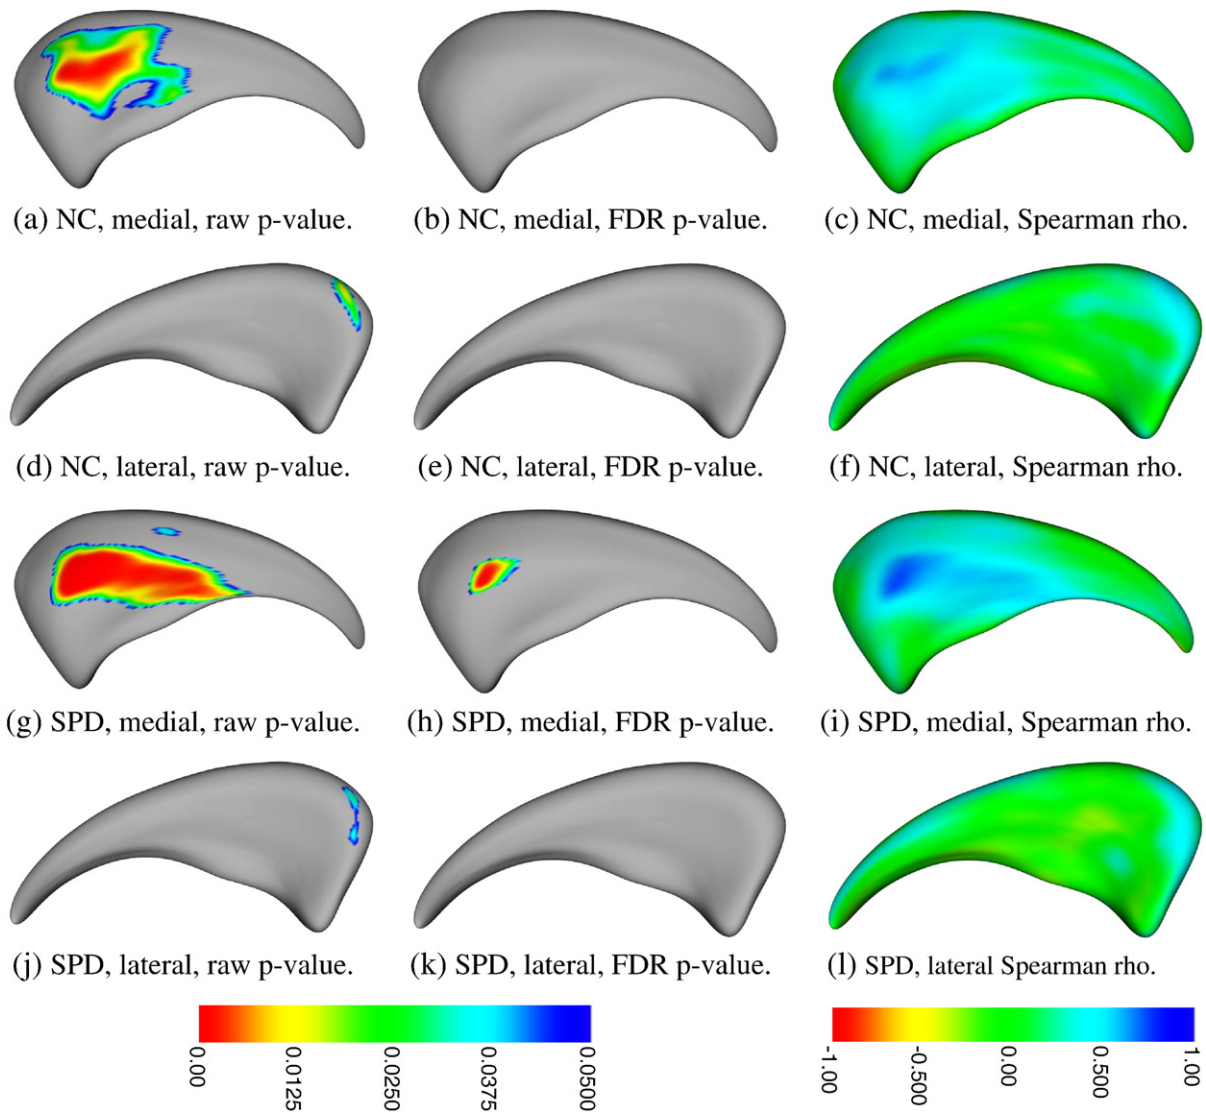 (a) NC, medial, raw p-value.
(b) NC, medial, FDR p-value.
(c) NC, medial, Spearman rho.
(d) NC, lateral, raw p-value.
(e) NC, lateral, FDR p-value.
(f) NC, lateral, Spearman rho.
(g) SPD, medial, raw p-value.
(h) SPD, medial, FDR p-value.
(i) SPD, medial, Spearman rho.
(j) SPD, lateral, raw p-value.
(k) SPD, lateral, FDR p-value.
(l) SPD, lateral Spearman rho.
0.00
0.0125
0.0250
0.0375
0.0500
-1.00
-0.500
0.00
0.500
1.00